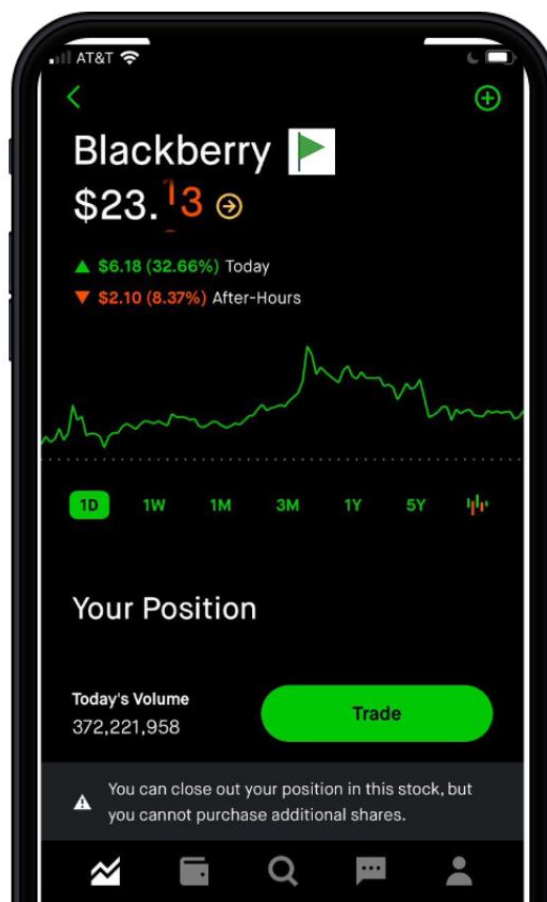 AT&T
Blackberry
$23.13
$6.18 (32.66%) Today
$2.10 (8.37%) After-Hours
1D 1W 1M 3M 1Y 5Y
Your Position
Today's Volume
372,221,958
Trade
You can close out your position in this stock, but
you cannot purchase additional shares.